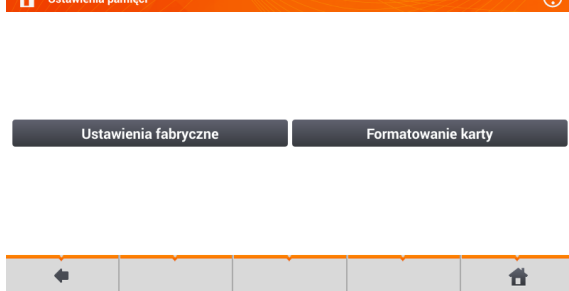 Ustawienia pamięci
Ustawienia fabryczne
Formatowanie karty